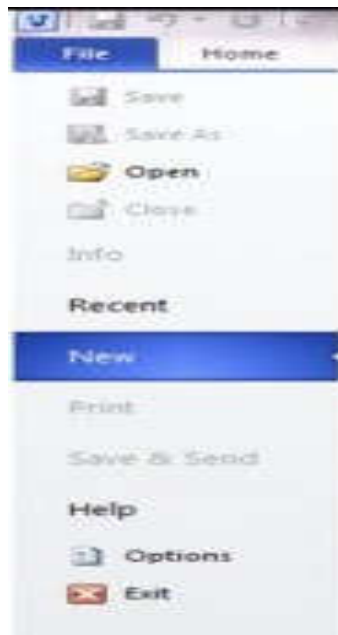 File Home
Save
Save As
Open
Close
Info
Recent
New
Print
Save & Send
Help
Options
Exit